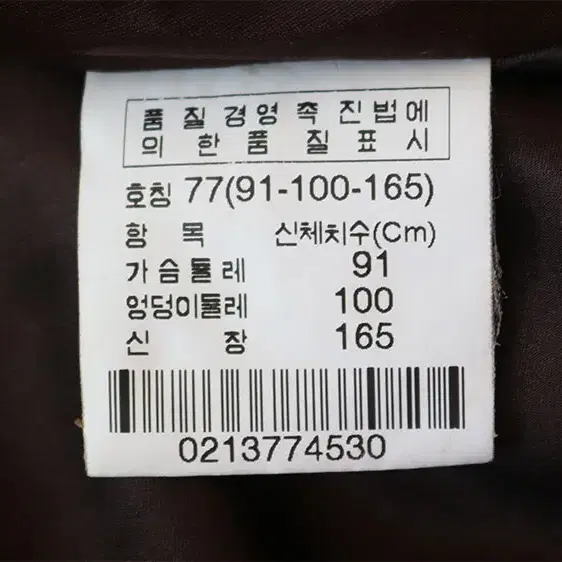 품 질 경 영 촉 진 법 에
의 한 품 질 표 시
호칭 77(91-100-165)
항 목 신체치수(Cm)
가 슴 둘 레 91
엉덩이둘레 100
신 장 165
0213774530